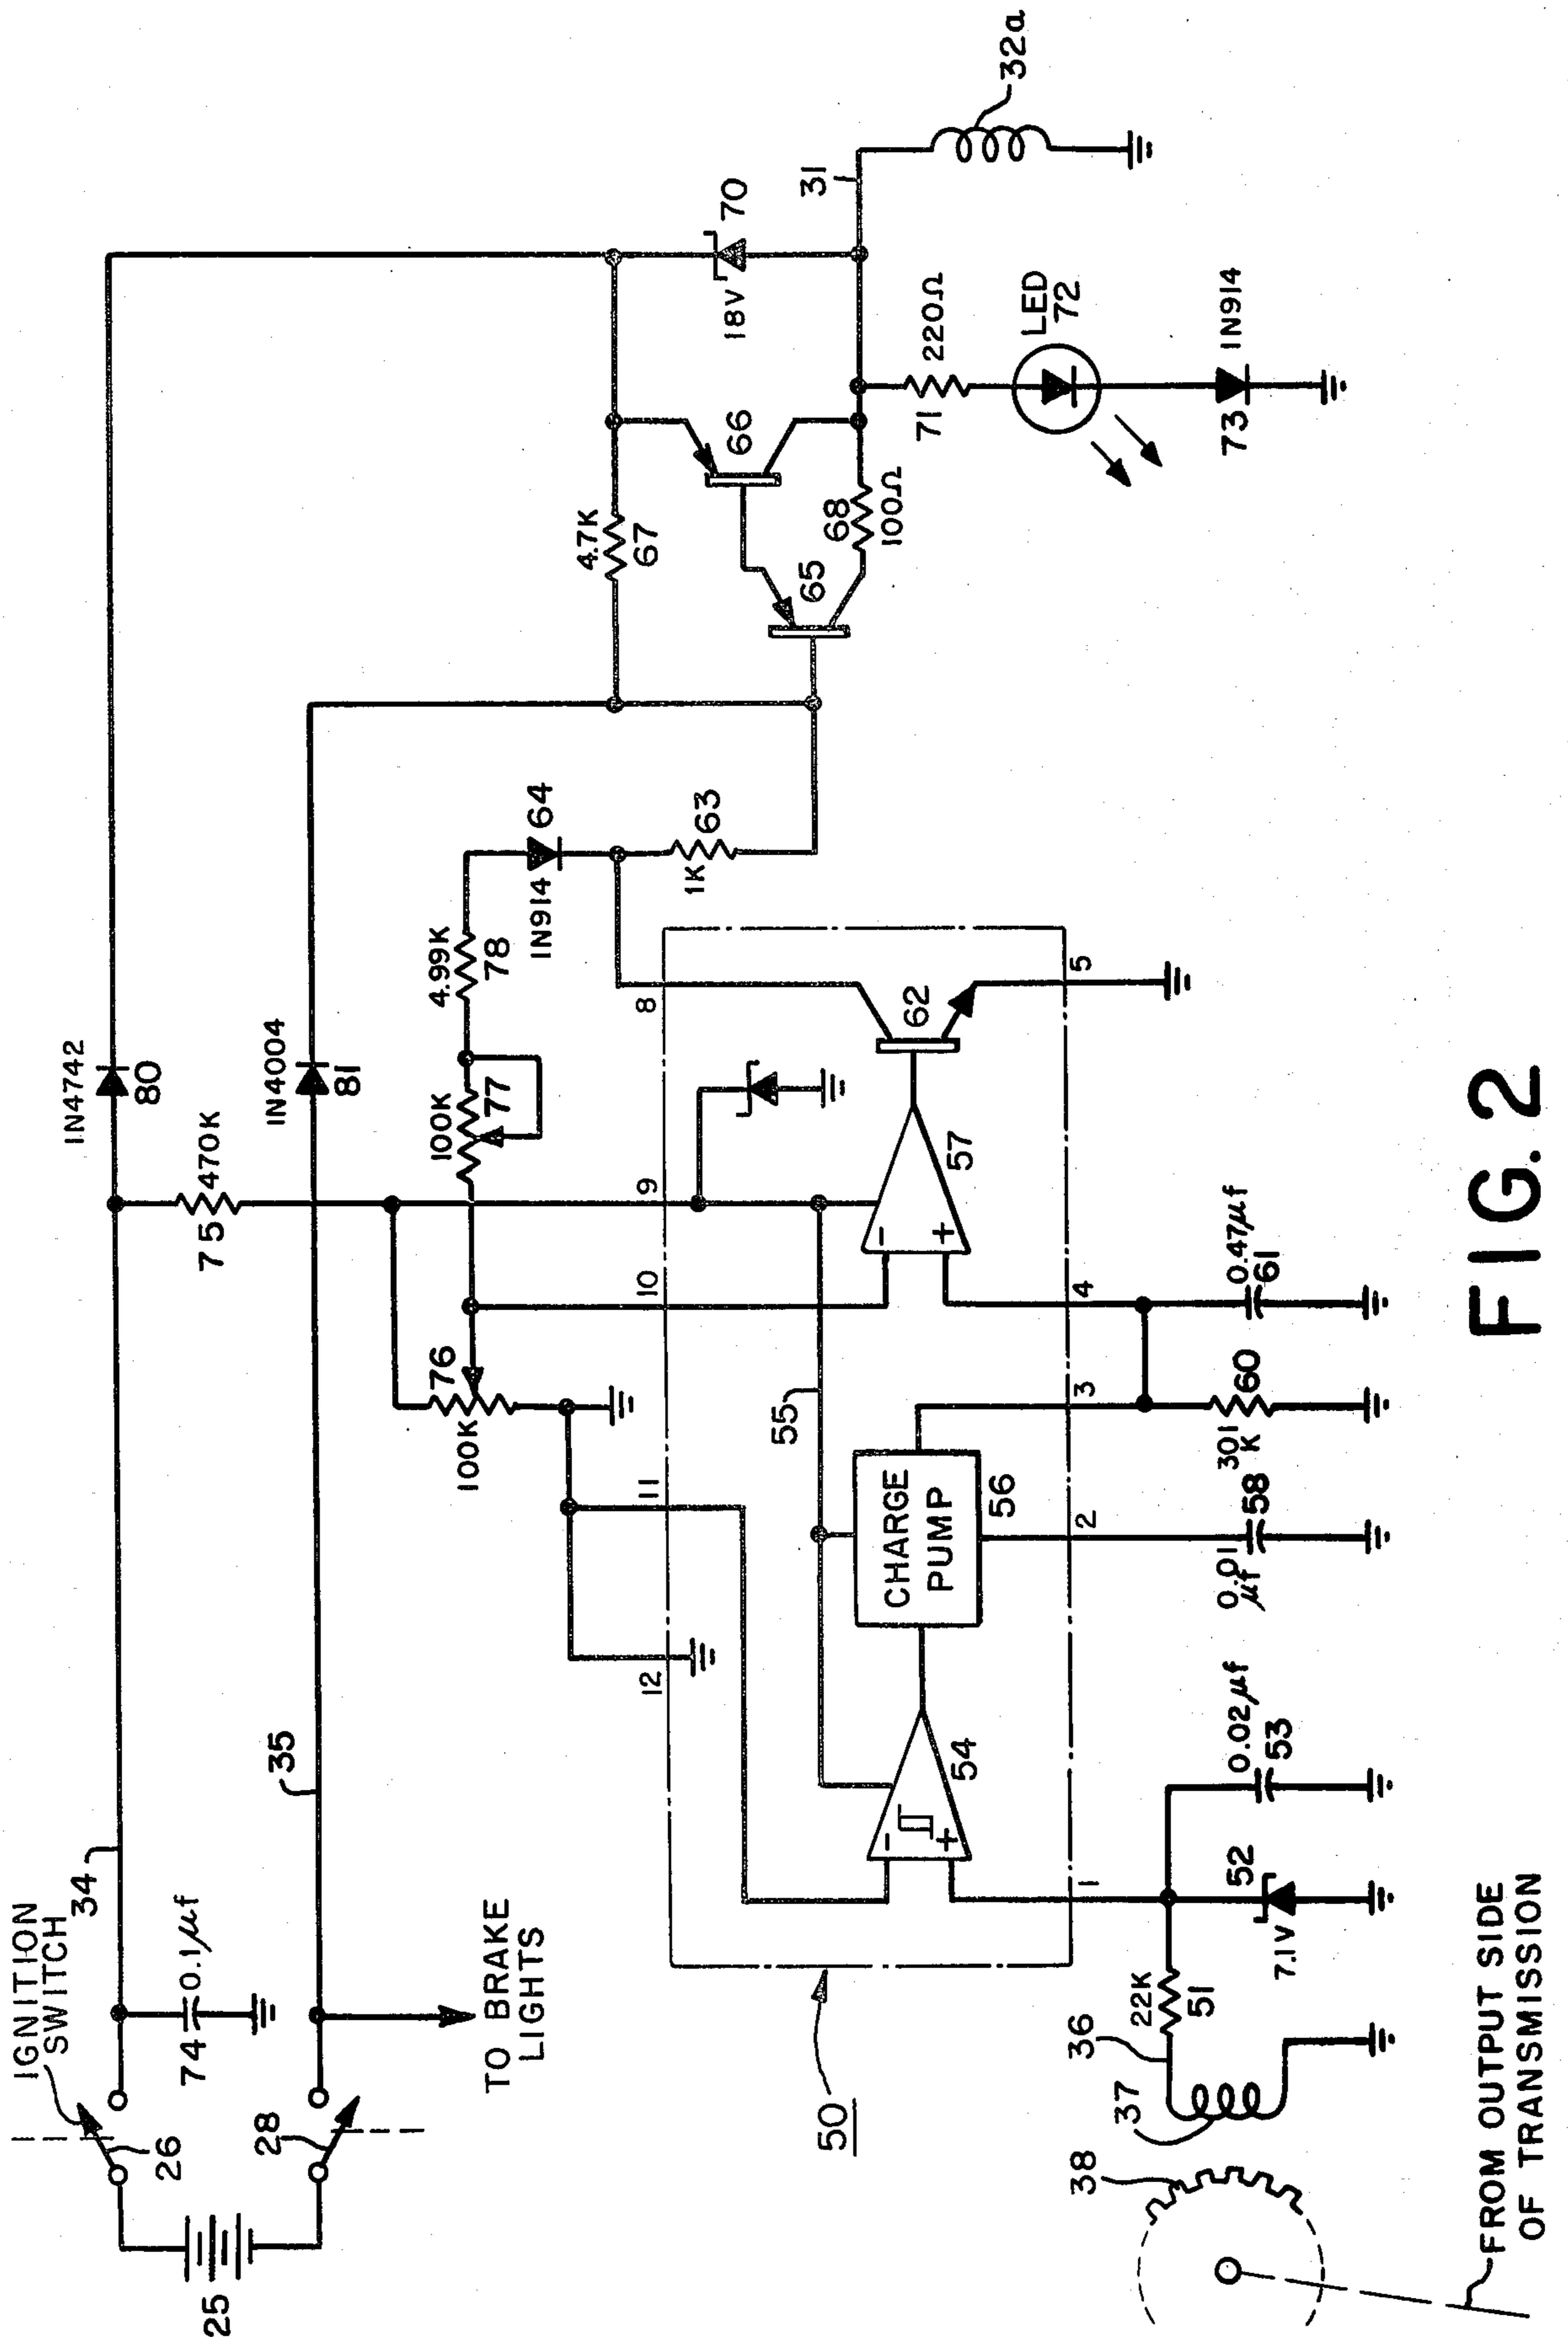 IGNITION
SWITCH
34
26
74
0.1µf
25
28
35
TO BRAKE
LIGHTS
1N4742
80
75
470K
1N4004
81
76
100K
100K
77
4.99K
78
1N914
64
1K
63
4.7K
67
66
65
68
100Ω
18V
70
31
32a
71
220Ω
LED
72
73
1N914
50
12
11
10
9
8
55
54
CHARGE
PUMP
56
57
62
1
2
3
4
5
38
37
36
22K
51
7.1V
52
0.02µf
53
0.01
µf
58
301
K
60
0.47µf
61
FROM OUTPUT SIDE
OF TRANSMISSION
FIG. 2